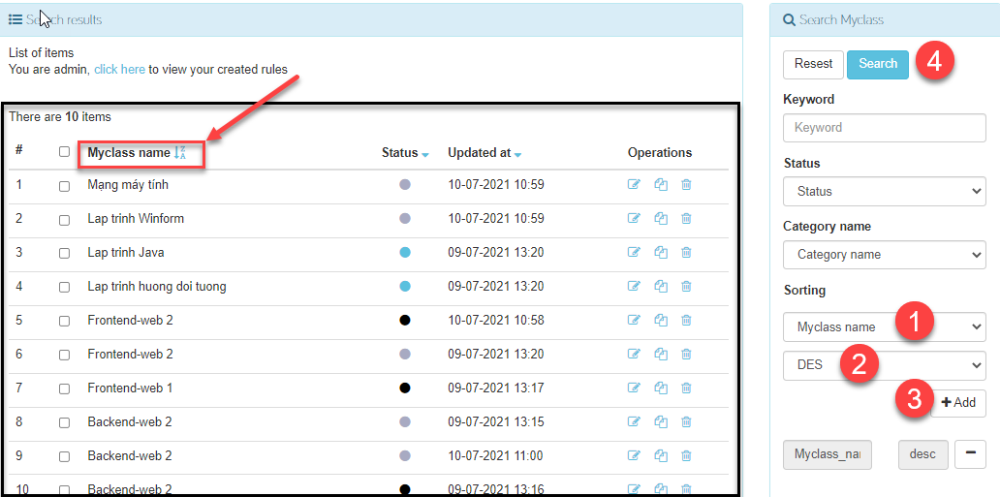 Search results
List of items
You are admin, click here to view your created rules
There are 10 items
# Myclass name Status Updated at Operations
1 Mạng máy tính 10-07-2021 10:59
2 Lap trinh Winform 10-07-2021 10:59
3 Lap trinh Java 09-07-2021 13:20
4 Lap trinh huong doi tuong 09-07-2021 13:20
5 Frontend-web 2 10-07-2021 10:58
6 Frontend-web 2 09-07-2021 13:20
7 Frontend-web 1 09-07-2021 13:17
8 Backend-web 2 09-07-2021 13:15
9 Backend-web 2 10-07-2021 11:00
10 Backend-web 2 09-07-2021 13:16
Search Myclass
Resest Search 4
Keyword
Keyword
Status
Status
Category name
Category name
Sorting
Myclass name 1
DES 2
3 + Add
Myclass_nar desc